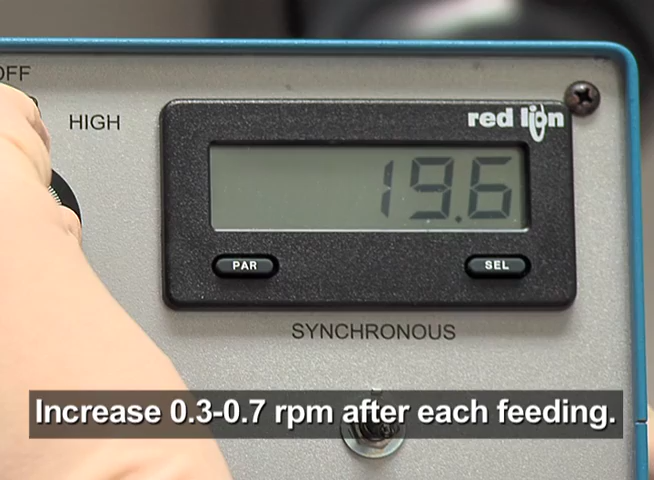 OFF
HIGH
red lion
19.6
PAR
SEL
SYNCHRONOUS
Increase 0.3-0.7 rpm after each feeding.